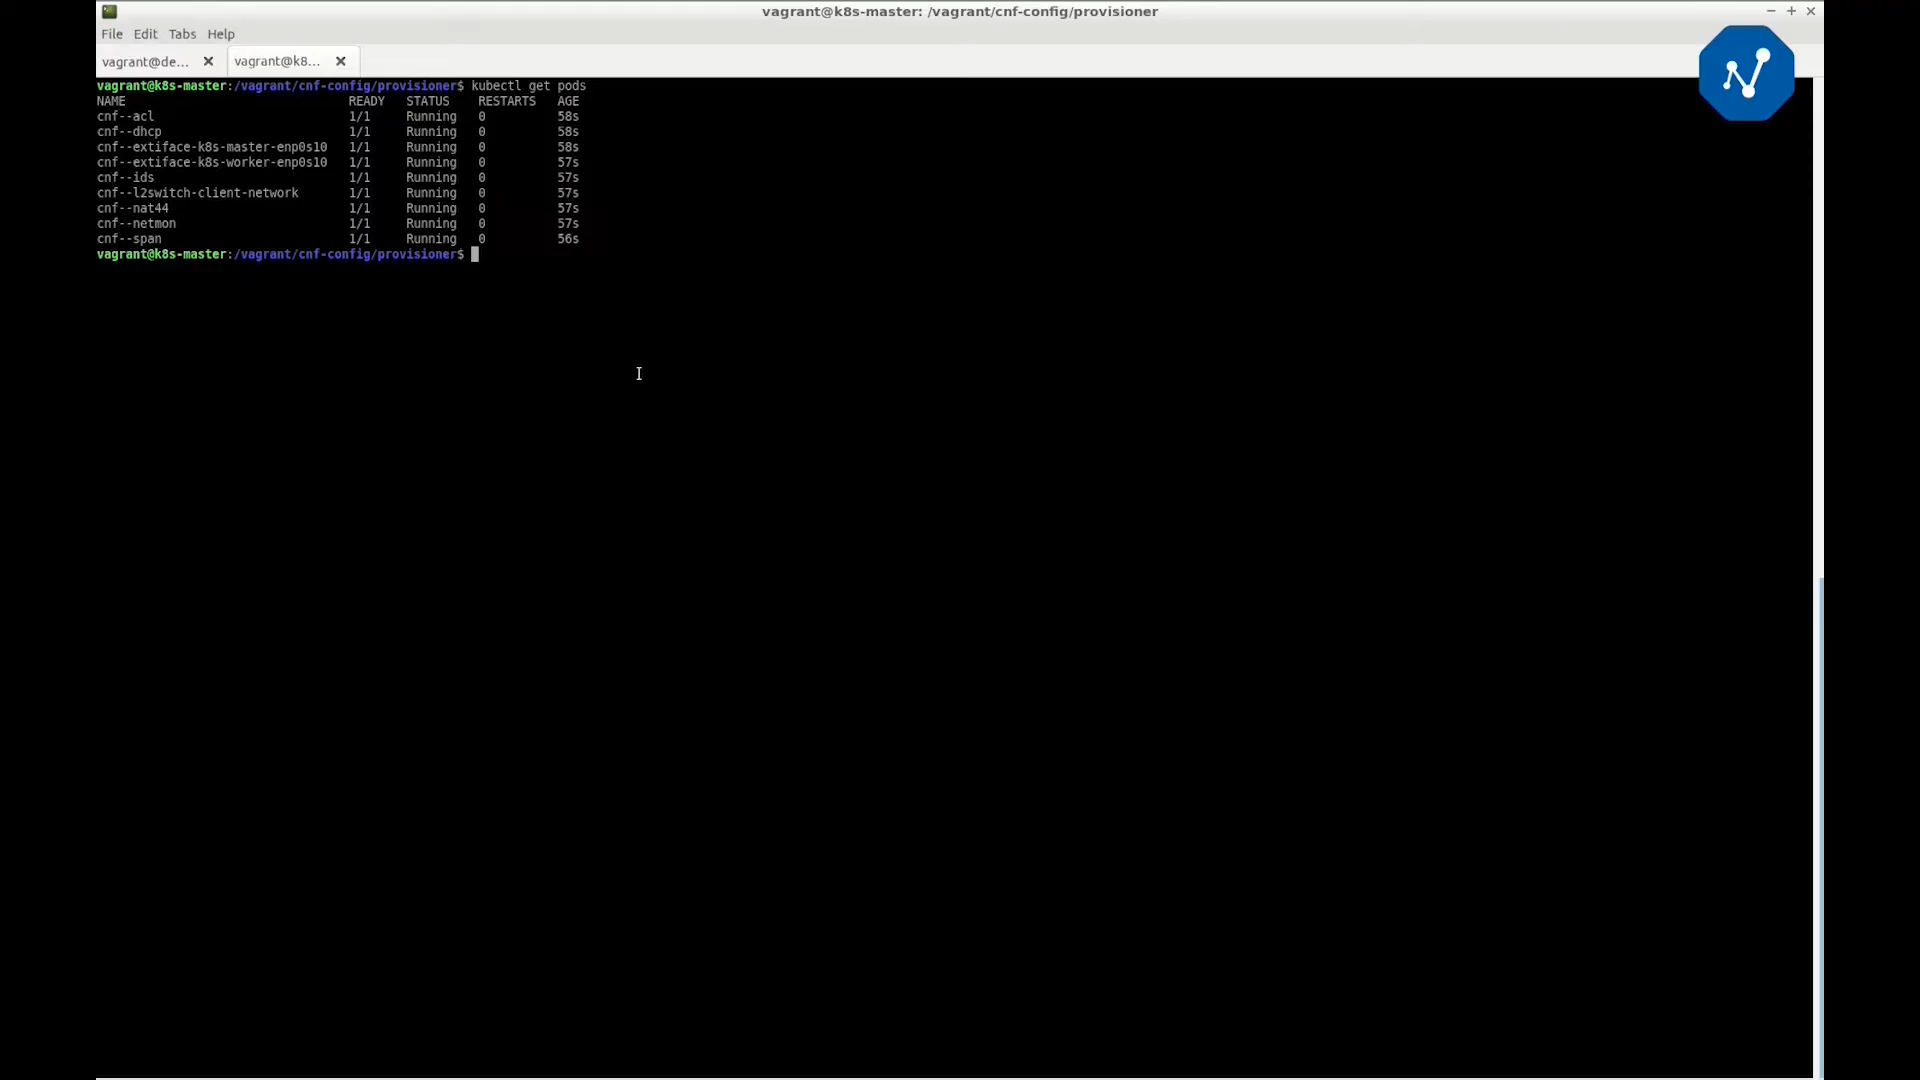 vagrant@k8s-master: /vagrant/cnf-config/provisioner
File Edit Tabs Help
vagrant@de... vagrant@k8...
vagrant@k8s-master:/vagrant/cnf-config/provisioner$ kubectl get pods
NAME READY STATUS RESTARTS AGE
cnf--acl 1/1 Running 0 58s
cnf--dhcp 1/1 Running 0 58s
cnf--extiface-k8s-master-enp0s10 1/1 Running 0 58s
cnf--extiface-k8s-worker-enp0s10 1/1 Running 0 57s
cnf--ids 1/1 Running 0 57s
cnf--l2switch-client-network 1/1 Running 0 57s
cnf--nat44 1/1 Running 0 57s
cnf--netmon 1/1 Running 0 57s
cnf--span 1/1 Running 0 56s
vagrant@k8s-master:/vagrant/cnf-config/provisioner$